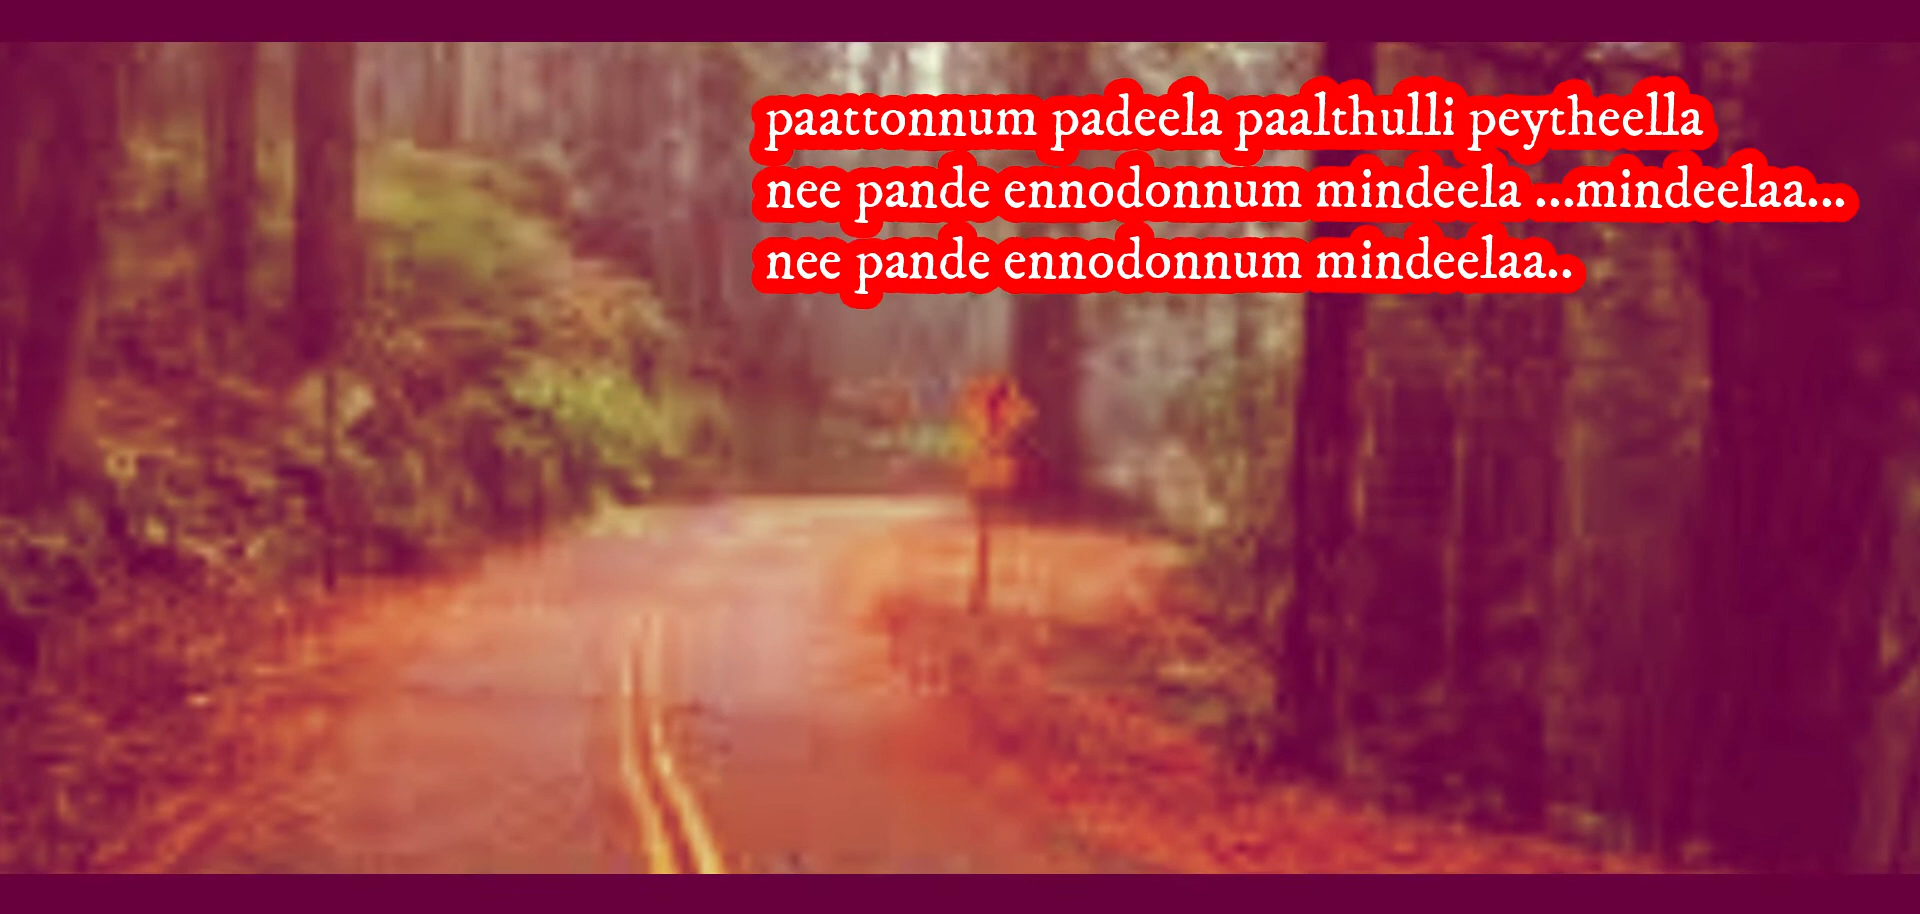 paattonnum padeela paalthulli peytheella
nee pande ennodonnum mindeela ...mindeelaa...
nee pande ennodonnum mindeelaa..